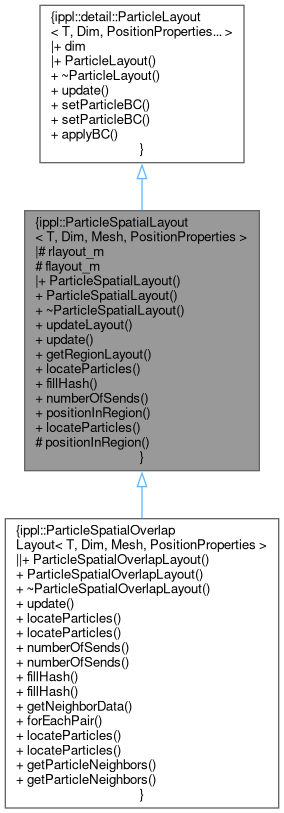 {ippl::detail::ParticleLayout
< T, Dim, PositionProperties... >
|+ dim
|+ ParticleLayout()
+ ~ParticleLayout()
+ update()
+ setParticleBC()
+ setParticleBC()
+ applyBC()
}
{ippl::ParticleSpatialLayout
< T, Dim, Mesh, PositionProperties >
|# rlayout_m
# flayout_m
|+ ParticleSpatialLayout()
+ ParticleSpatialLayout()
+ ~ParticleSpatialLayout()
+ updateLayout()
+ update()
+ getRegionLayout()
+ locateParticles()
+ fillHash()
+ numberOfSends()
+ positionInRegion()
+ locateParticles()
# positionInRegion()
}
{ippl::ParticleSpatialOverlap
Layout< T, Dim, Mesh, PositionProperties >
||+ ParticleSpatialOverlapLayout()
+ ParticleSpatialOverlapLayout()
+ ~ParticleSpatialOverlapLayout()
+ update()
+ locateParticles()
+ locateParticles()
+ numberOfSends()
+ numberOfSends()
+ fillHash()
+ fillHash()
+ getNeighborData()
+ forEachPair()
+ locateParticles()
+ locateParticles()
+ getParticleNeighbors()
+ getParticleNeighbors()
}